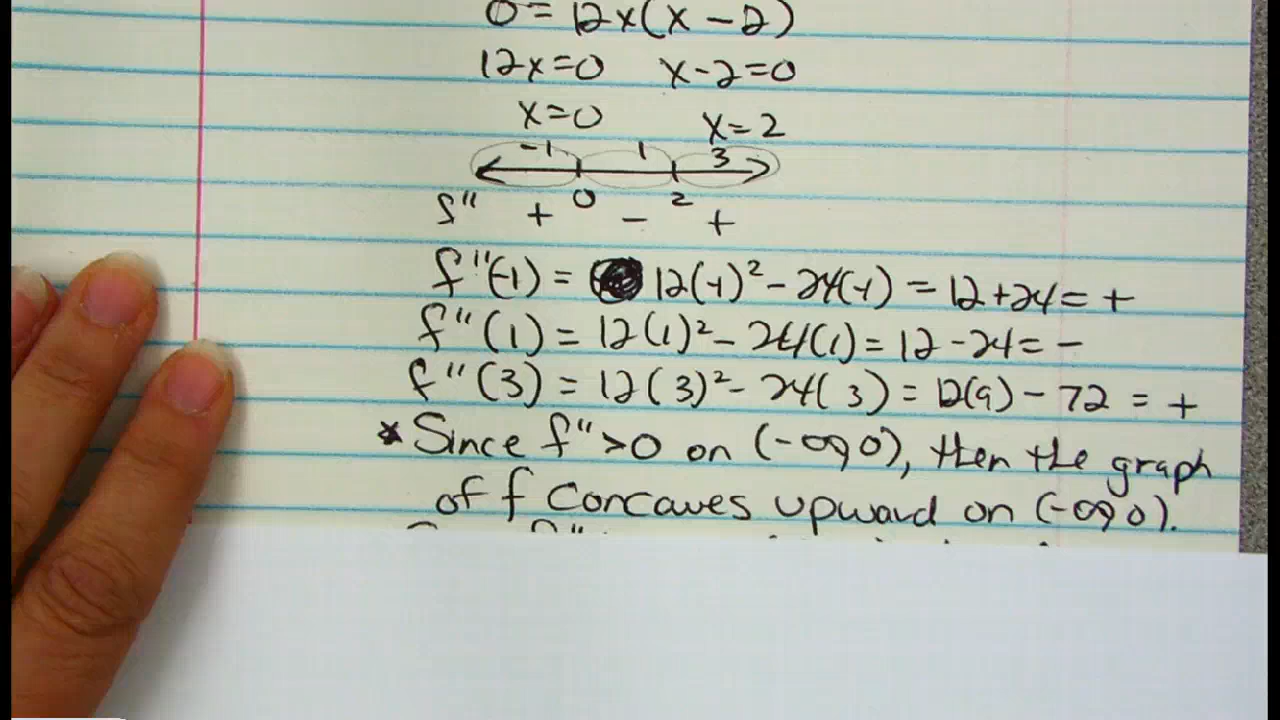 0 = 12x(x - 2)
12x=0 x-2=0
x=0 x=2
-1 1 3
0 2
f'' + - +
f''(-1) = 12(-1)² - 24(-1) = 12+24 = +
f''(1) = 12(1)² - 24(1) = 12 - 24 = -
f''(3) = 12(3)² - 24(3) = 12(9) - 72 = +
* Since f'' >0 on (-∞,0), then the graph
of f concaves upward on (-∞,0).